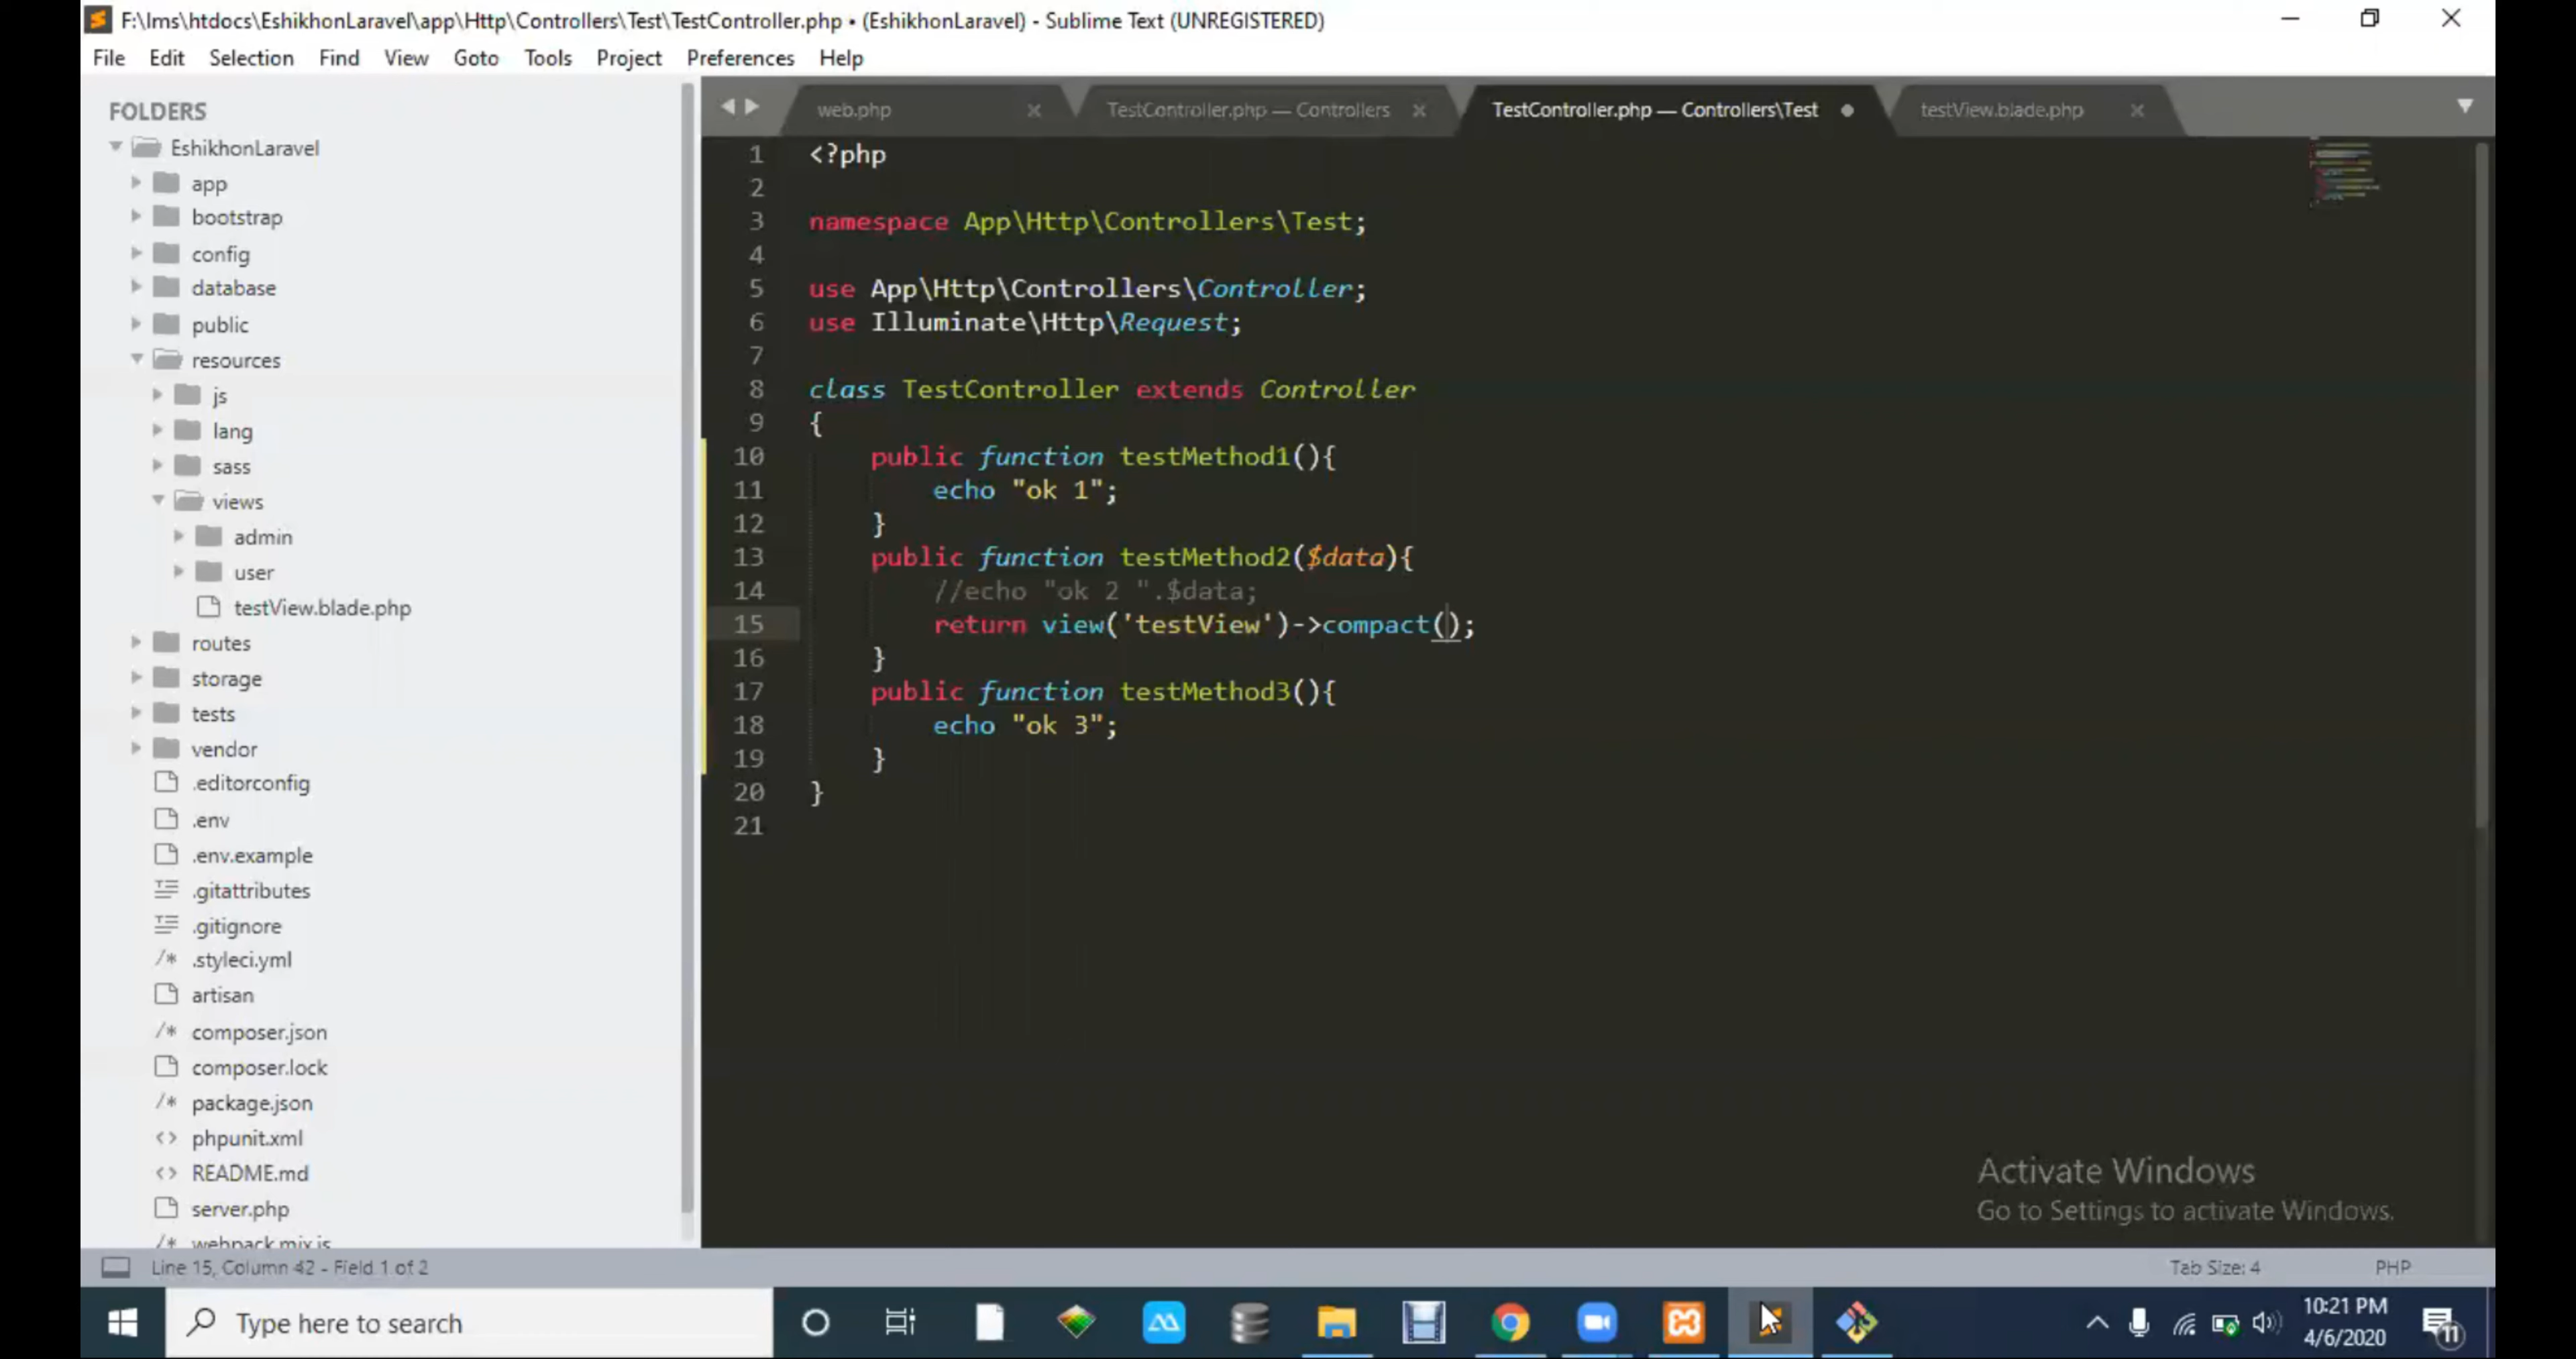 F:\lms\htdocs\EshikhonLaravel\app\Http\Controllers\Test\TestController.php • (EshikhonLaravel) - Sublime Text (UNREGISTERED)
File Edit Selection Find View Goto Tools Project Preferences Help
FOLDERS
EshikhonLaravel
app
bootstrap
config
database
public
resources
js
lang
sass
views
admin
user
testView.blade.php
routes
storage
tests
vendor
.editorconfig
.env
.env.example
.gitattributes
.gitignore
.styleci.yml
artisan
composer.json
composer.lock
package.json
phpunit.xml
README.md
server.php
webpack.mix.js
web.php
TestController.php — Controllers
TestController.php — Controllers\Test
testView.blade.php
1 <?php
2
3 namespace App\Http\Controllers\Test;
4
5 use App\Http\Controllers\Controller;
6 use Illuminate\Http\Request;
7
8 class TestController extends Controller
9 {
10 public function testMethod1(){
11 echo "ok 1";
12 }
13 public function testMethod2($data){
14 //echo "ok 2 ".$data;
15 return view('testView')->compact();
16 }
17 public function testMethod3(){
18 echo "ok 3";
19 }
20 }
21
Activate Windows
Go to Settings to activate Windows.
Line 15, Column 42 - Field 1 of 2
Tab Size: 4
PHP
Type here to search
10:21 PM
4/6/2020
11